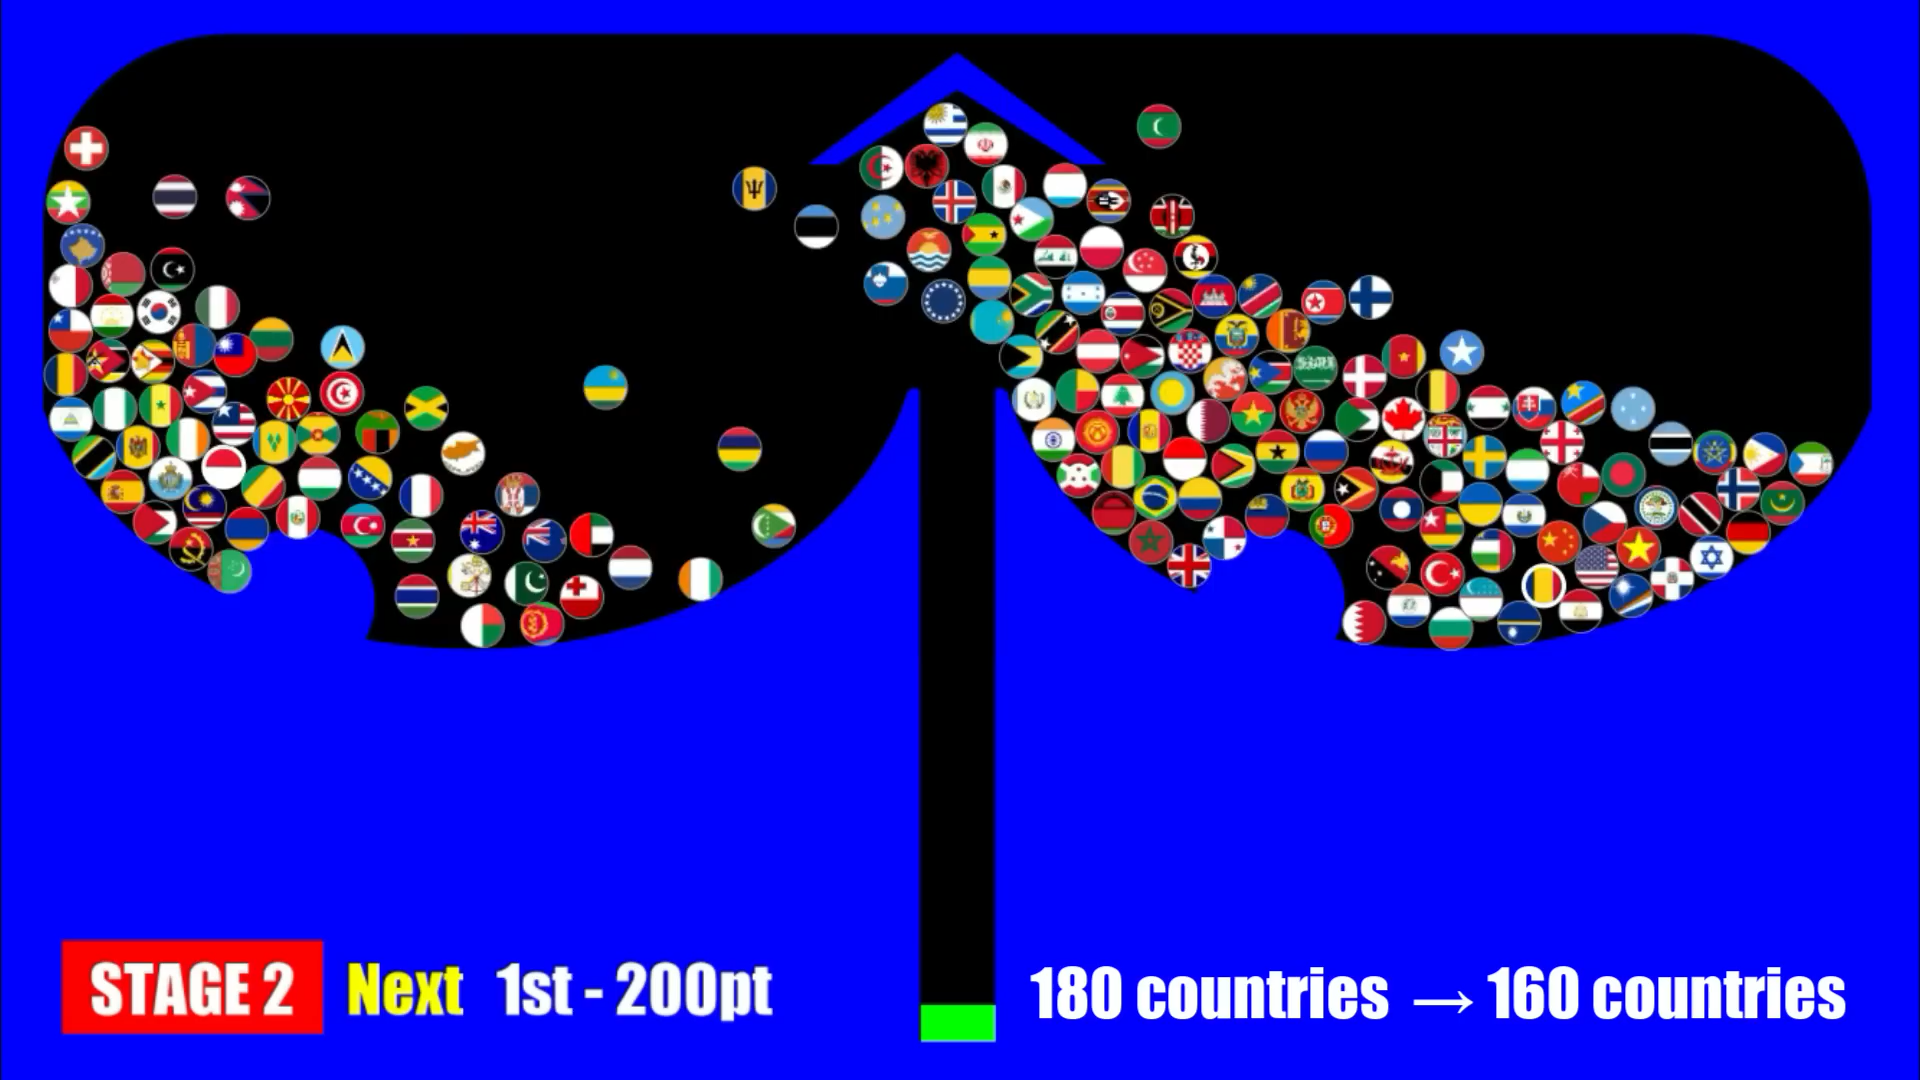 STAGE 2 Next 1st - 200pt
180 countries → 160 countries